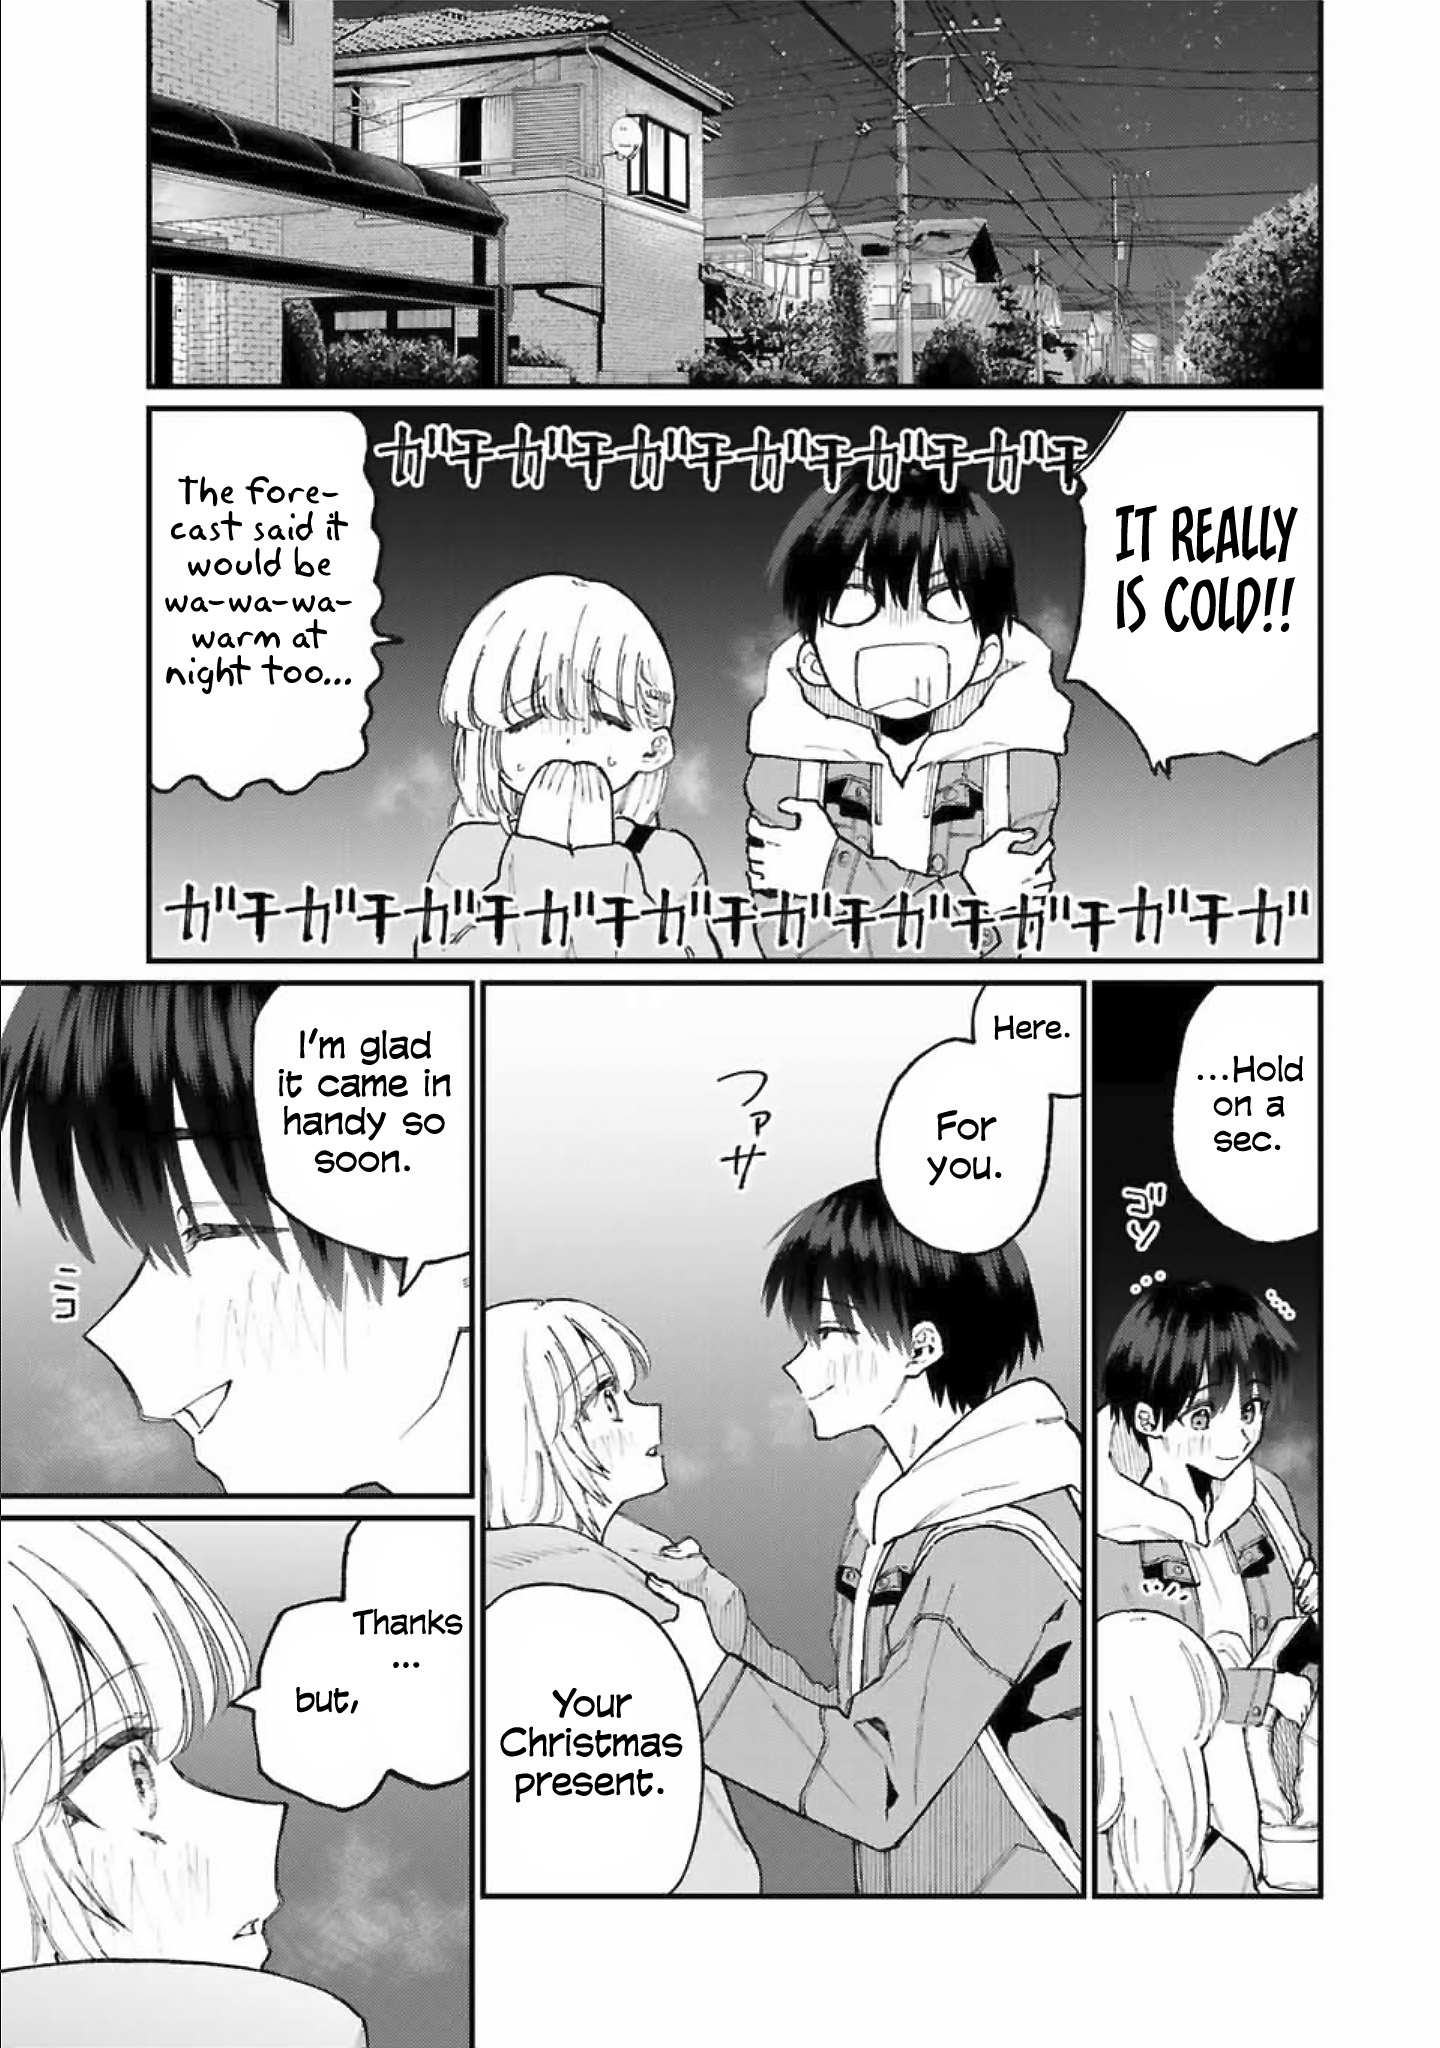 IT REALLY
IS COLD!!
ガチガチガチガチガチガチ
The fore-
cast said it
would be
wa-wa-wa-
warm at
night too...
ガチガチガチガチガチガチガチガチガチガ
...Hold
on a
sec.
ゴソ
Here.
For
you.
ファサ
Your
Christmas
present.
I'm glad
it came in
handy so
soon.
ニコ
Thanks
...
but,